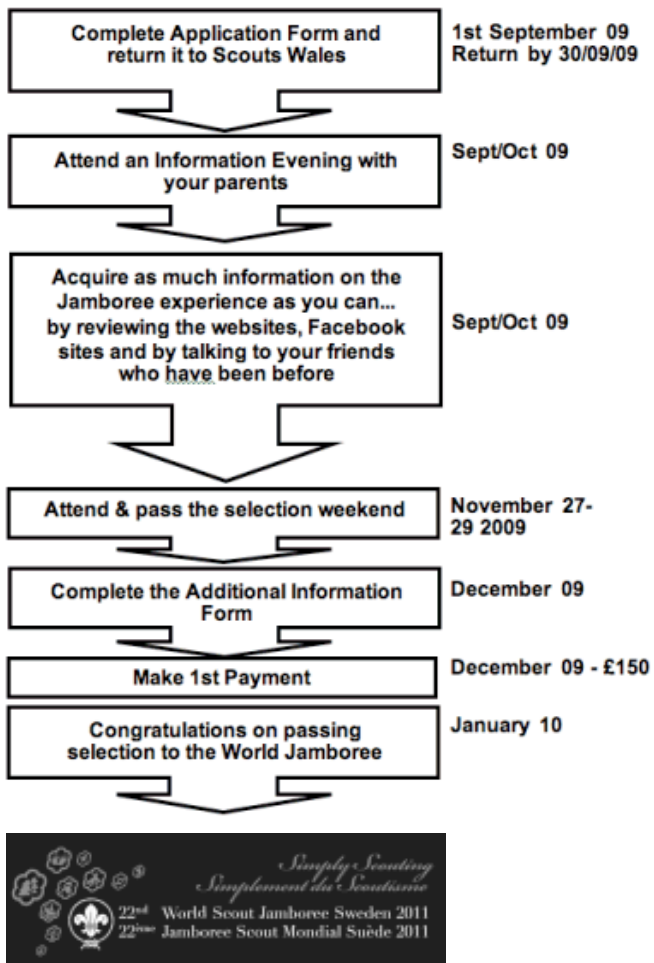 Complete Application Form and
return it to Scouts Wales
1st September 09
Return by 30/09/09
Attend an Information Evening with
your parents
Sept/Oct 09
Acquire as much information on the
Jamboree experience as you can...
by reviewing the websites, Facebook
sites and by talking to your friends
who have been before
Sept/Oct 09
Attend & pass the selection weekend
November 27-
29 2009
Complete the Additional Information
Form
December 09
Make 1st Payment
December 09 - £150
Congratulations on passing
selection to the World Jamboree
January 10
Simply Scouting
Simplement du Scoutisme
22nd World Scout Jamboree Sweden 2011
22ième Jamboree Scout Mondial Suède 2011